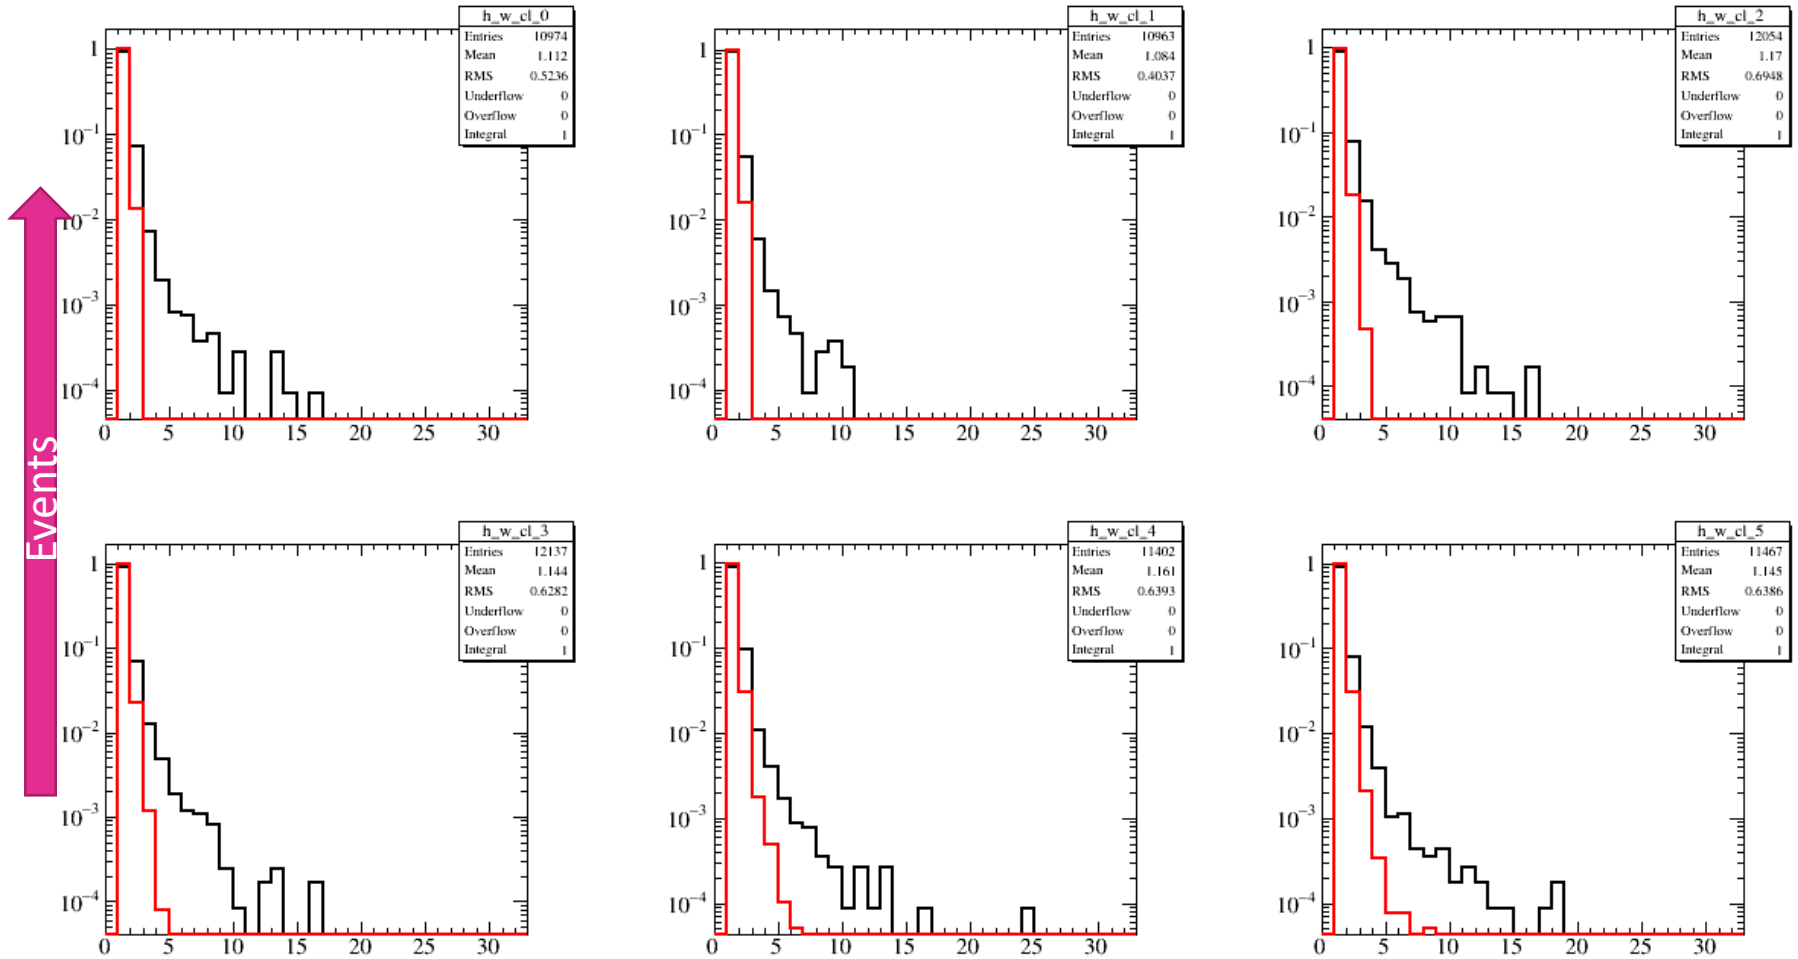 h_w_cl_0
Entries 10974
Mean 1.112
RMS 0.5236
Underflow 0
Overflow 0
Integral 1
1
10−1
10−2
10−3
10−4
0 5 10 15 20 25 30
h_w_cl_1
Entries 10963
Mean 1.084
RMS 0.4037
Underflow 0
Overflow 0
Integral 1
1
10−1
10−2
10−3
10−4
0 5 10 15 20 25 30
h_w_cl_2
Entries 12054
Mean 1.17
RMS 0.6948
Underflow 0
Overflow 0
Integral 1
1
10−1
10−2
10−3
10−4
0 5 10 15 20 25 30
Events
h_w_cl_3
Entries 12137
Mean 1.144
RMS 0.6282
Underflow 0
Overflow 0
Integral 1
1
10−1
10−2
10−3
10−4
0 5 10 15 20 25 30
h_w_cl_4
Entries 11402
Mean 1.161
RMS 0.6393
Underflow 0
Overflow 0
Integral 1
1
10−1
10−2
10−3
10−4
0 5 10 15 20 25 30
h_w_cl_5
Entries 11467
Mean 1.145
RMS 0.6386
Underflow 0
Overflow 0
Integral 1
1
10−1
10−2
10−3
10−4
0 5 10 15 20 25 30